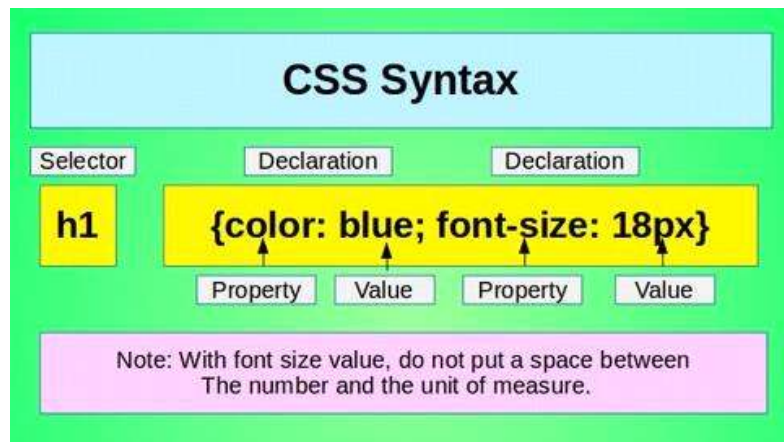 CSS Syntax
Selector
Declaration
Declaration
h1
{color: blue; font-size: 18px}
Property
Value
Property
Value
Note: With font size value, do not put a space between
The number and the unit of measure.